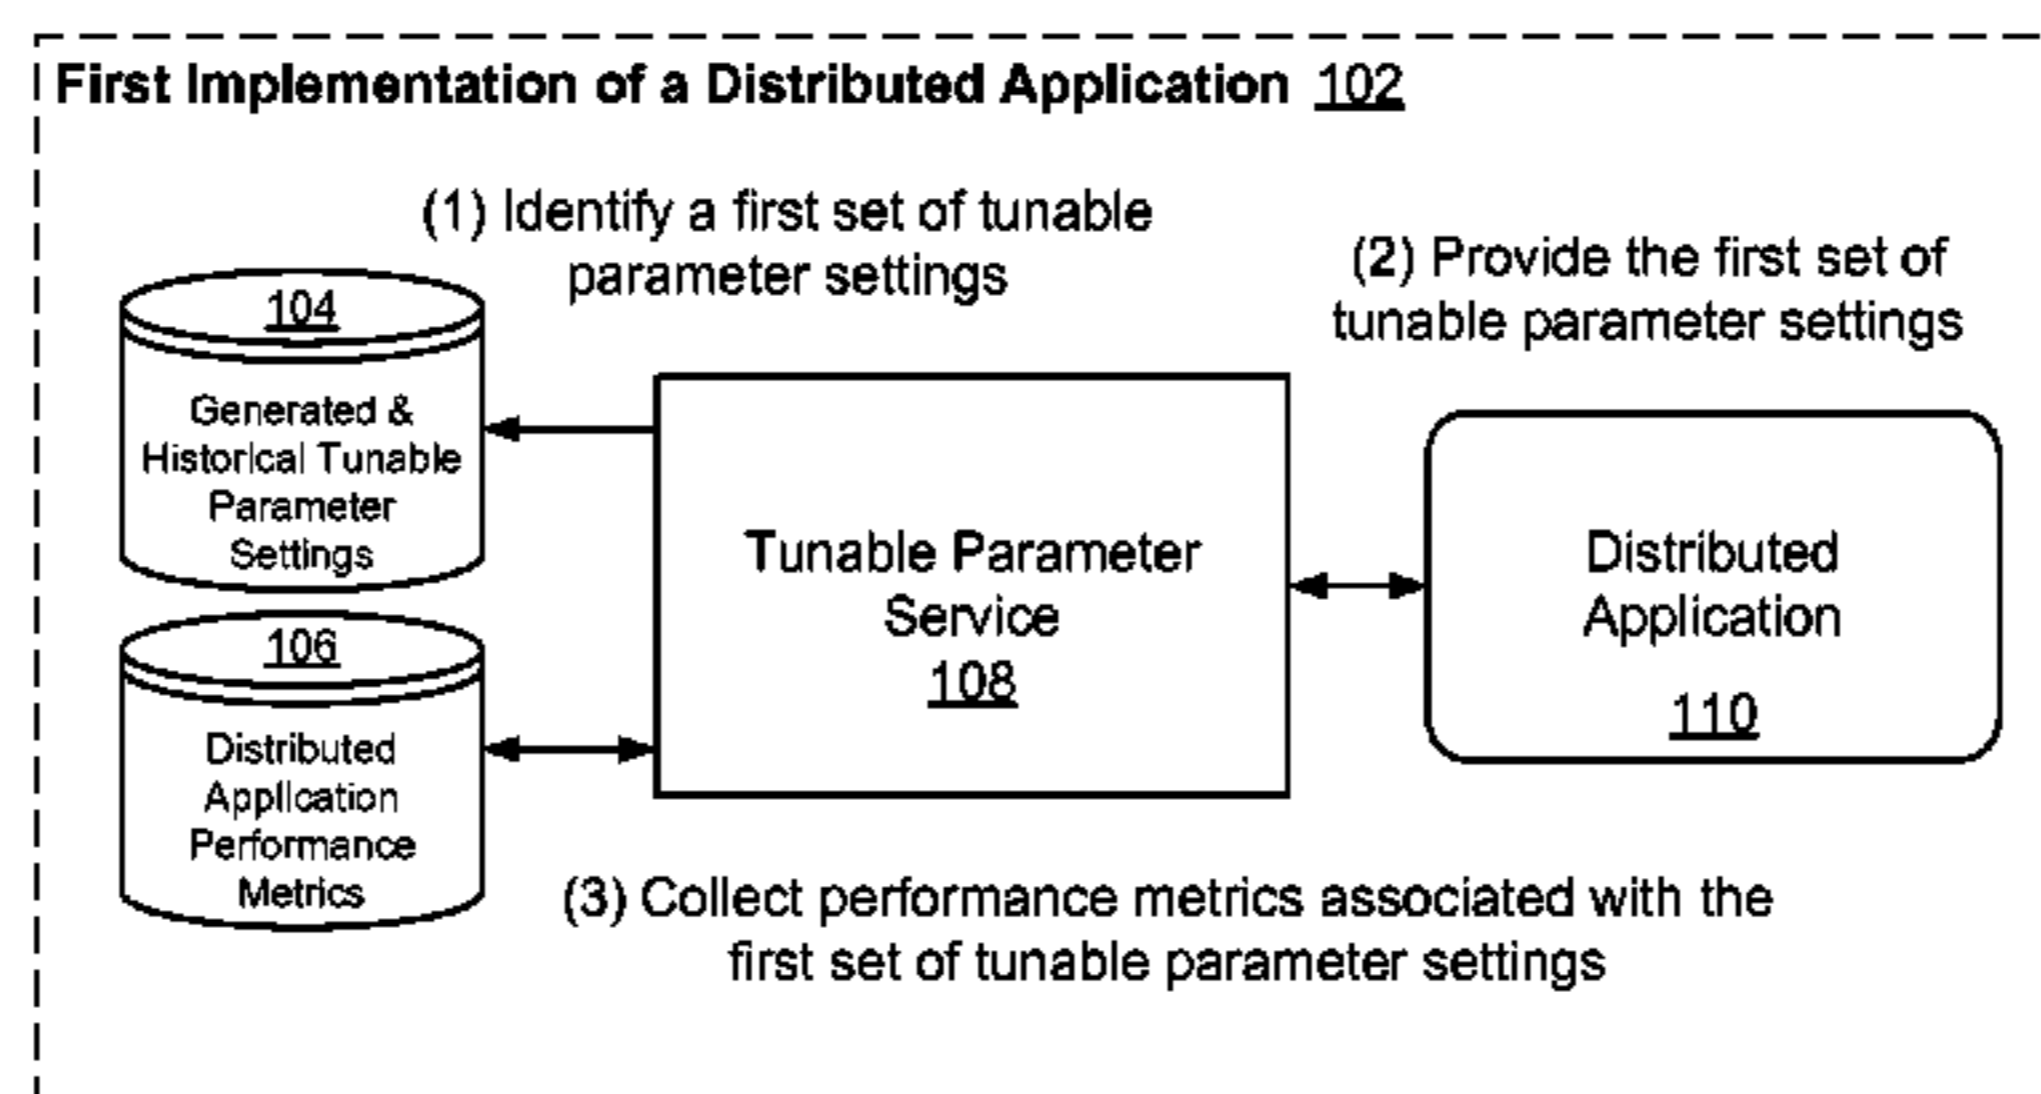 First Implementation of a Distributed Application 102
(1) Identify a first set of tunable
parameter settings
(2) Provide the first set of
tunable parameter settings
104
Generated &
Historical Tunable
Parameter
Settings
Tunable Parameter
Service
108
Distributed
Application
110
106
Distributed
Application
Performance
Metrics
(3) Collect performance metrics associated with the
first set of tunable parameter settings